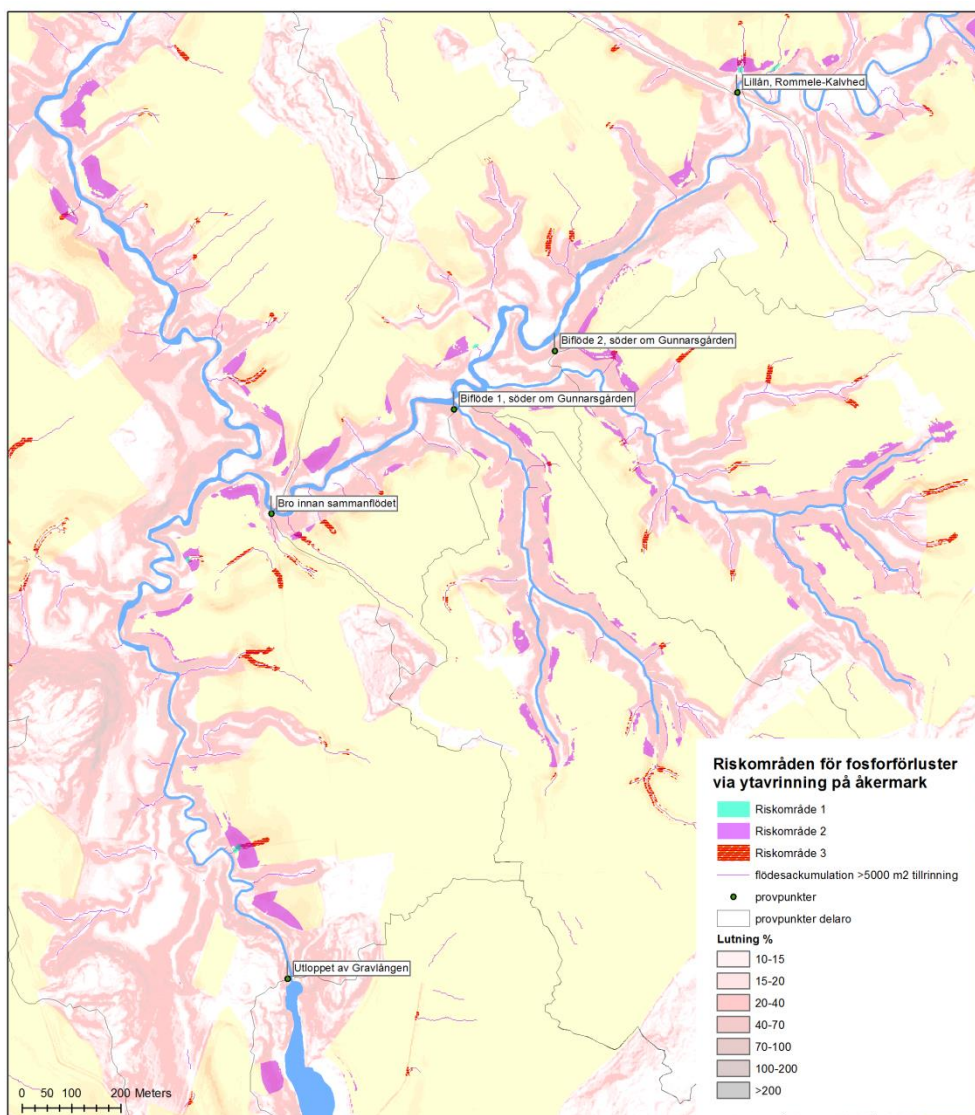 Lillån, Rommele-Kalvhed
Biflöde 2, söder om Gunnarsgården
Biflöde 1, söder om Gunnarsgården
Bro innan sammanflödet
Utloppet av Gravlången
Riskområden för fosforförluster
via ytavrinning på åkermark
Riskområde 1
Riskområde 2
Riskområde 3
flödesackumulation >5000 m2 tillrinning
provpunkter
provpunkter delaro
Lutning %
10-15
15-20
20-40
40-70
70-100
100-200
>200
0 50 100 200 Meters